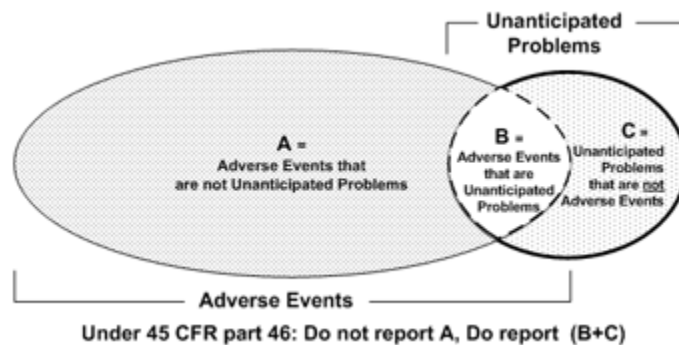 Unanticipated
Problems
A =
Adverse Events that
are not Unanticipated Problems
B =
Adverse Events
that are
Unanticipated
Problems
C =
Unanticipated
Problems
that are not
Adverse Events
Adverse Events
Under 45 CFR part 46: Do not report A, Do report (B+C)